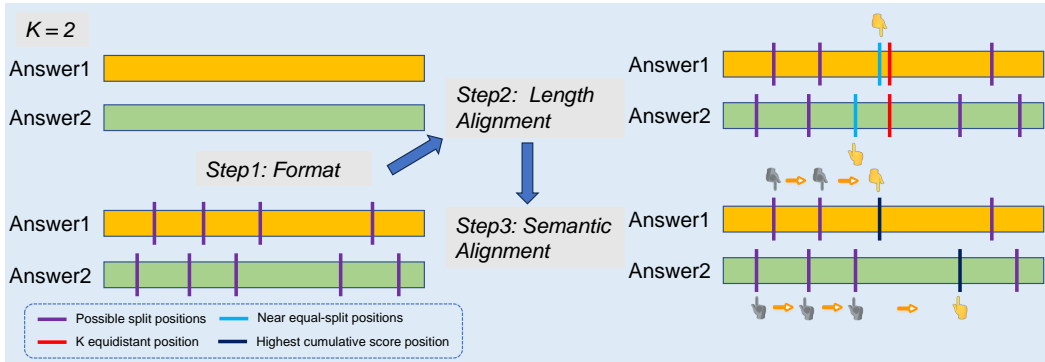 K = 2
Answer1
Answer2
Step1: Format
Answer1
Answer2
Step2: Length
Alignment
Step3: Semantic
Alignment
Answer1
Answer2
Answer1
Answer2
Possible split positions
Near equal-split positions
K equidistant position
Highest cumulative score position